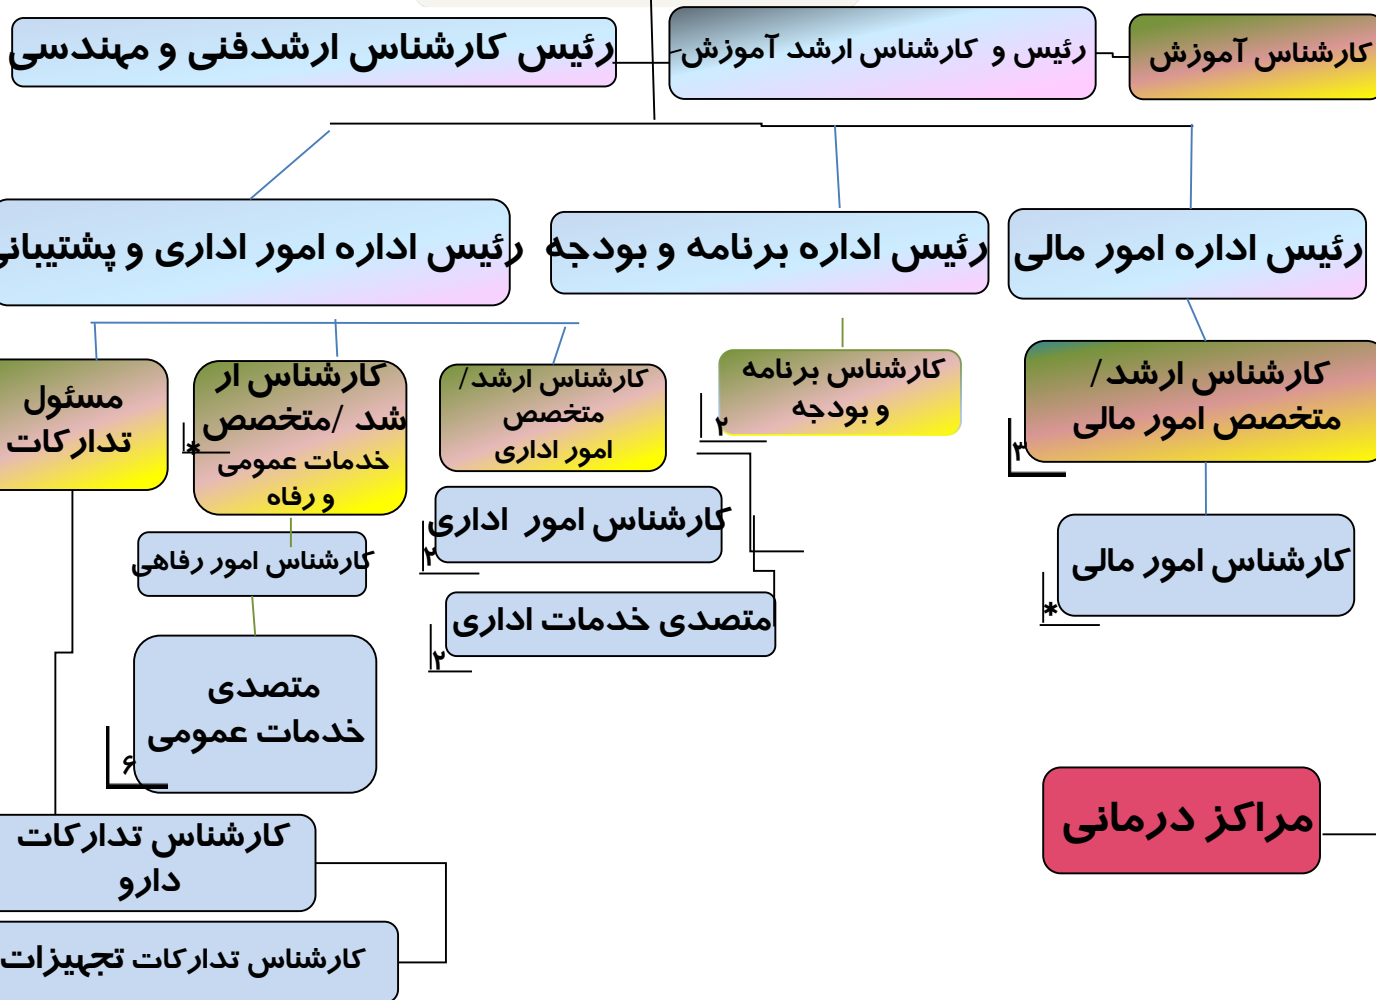 کارشناس آموزش
رئیس و کارشناس ارشد آموزش
رئیس کارشناس ارشدفنی و مهندسی
رئیس اداره امور مالی
رئیس اداره برنامه و بودجه
رئیس اداره امور اداری و پشتیبانی
کارشناس ارشد/
متخصص امور مالی
۳
کارشناس برنامه
و بودجه
۲
کارشناس ارشد/
متخصص
امور اداری
کارشناس ار
شد /متخصص
خدمات عمومی
و رفاه
*
مسئول
تدارکات
کارشناس امور مالی
*
کارشناس امور اداری
۲
کارشناس امور رفاهی
متصدی خدمات اداری
۲
متصدی
خدمات عمومی
۶
مراکز درمانی
کارشناس تدارکات
دارو
کارشناس تدارکات تجهیزات